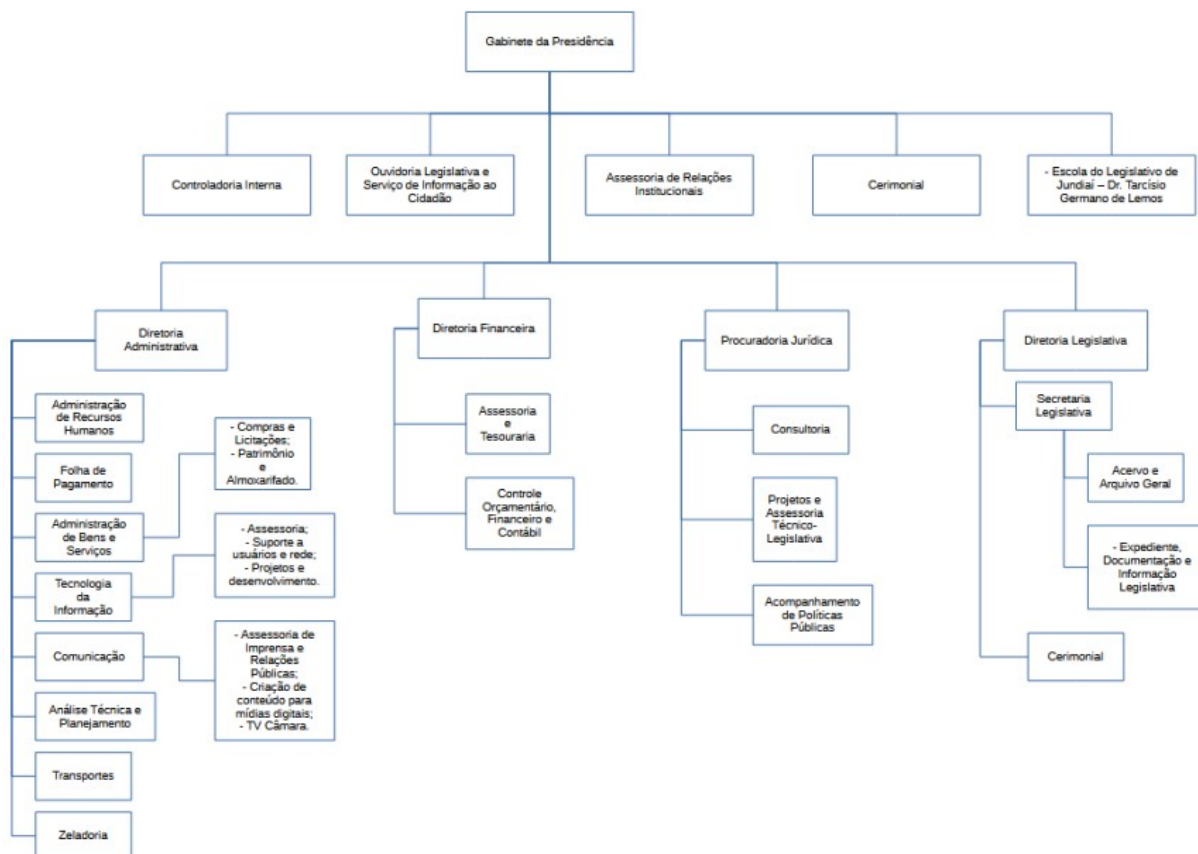 Gabinete da Presidência
Controladoria Interna
Ouvidoria Legislativa e
Serviço de Informação ao
Cidadão
Assessoria de Relações
Institucionais
Cerimonial
- Escola do Legislativo de
Jundiaí – Dr. Tarcísio
Germano de Lemos
Diretoria
Administrativa
Administração
de Recursos
Humanos
Folha de
Pagamento
Administração
de Bens e
Serviços
- Compras e
Licitações;
- Patrimônio
e
Almoxarifado.
Tecnologia
da
Informação
- Assessoria;
- Suporte a
usuários e rede;
- Projetos e
desenvolvimento.
Comunicação
- Assessoria de
Imprensa e
Relações
Públicas;
- Criação de
conteúdo para
mídias digitais;
- TV Câmara.
Análise Técnica e
Planejamento
Transportes
Zeladoria
Diretoria Financeira
Assessoria
e
Tesouraria
Controle
Orçamentário,
Financeiro e
Contábil
Procuradoria Jurídica
Consultoria
Projetos e
Assessoria
Técnico-
Legislativa
Acompanhamento
de Políticas
Públicas
Diretoria Legislativa
Secretaria
Legislativa
Acervo e
Arquivo Geral
- Expediente,
Documentação e
Informação
Legislativa
Cerimonial